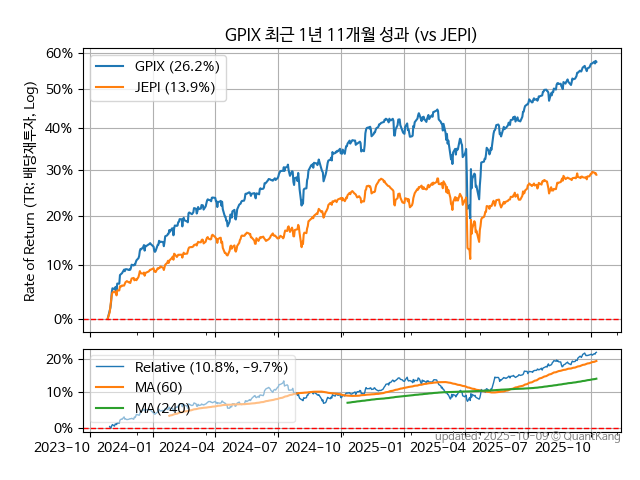 GPIX 최근 1년 11개월 성과 (vs JEPI)
Rate of Return (TR: 배당재투자, Log)
60%
50%
40%
30%
20%
10%
0%
GPIX (26.2%)
JEPI (13.9%)
20%
10%
0%
Relative (10.8%, -9.7%)
MA(60)
MA(240)
2023-10 2024-01 2024-04 2024-07 2024-10 2025-01 2025-04 2025-07 2025-10
updated: 2025-10-09 © QuantKang